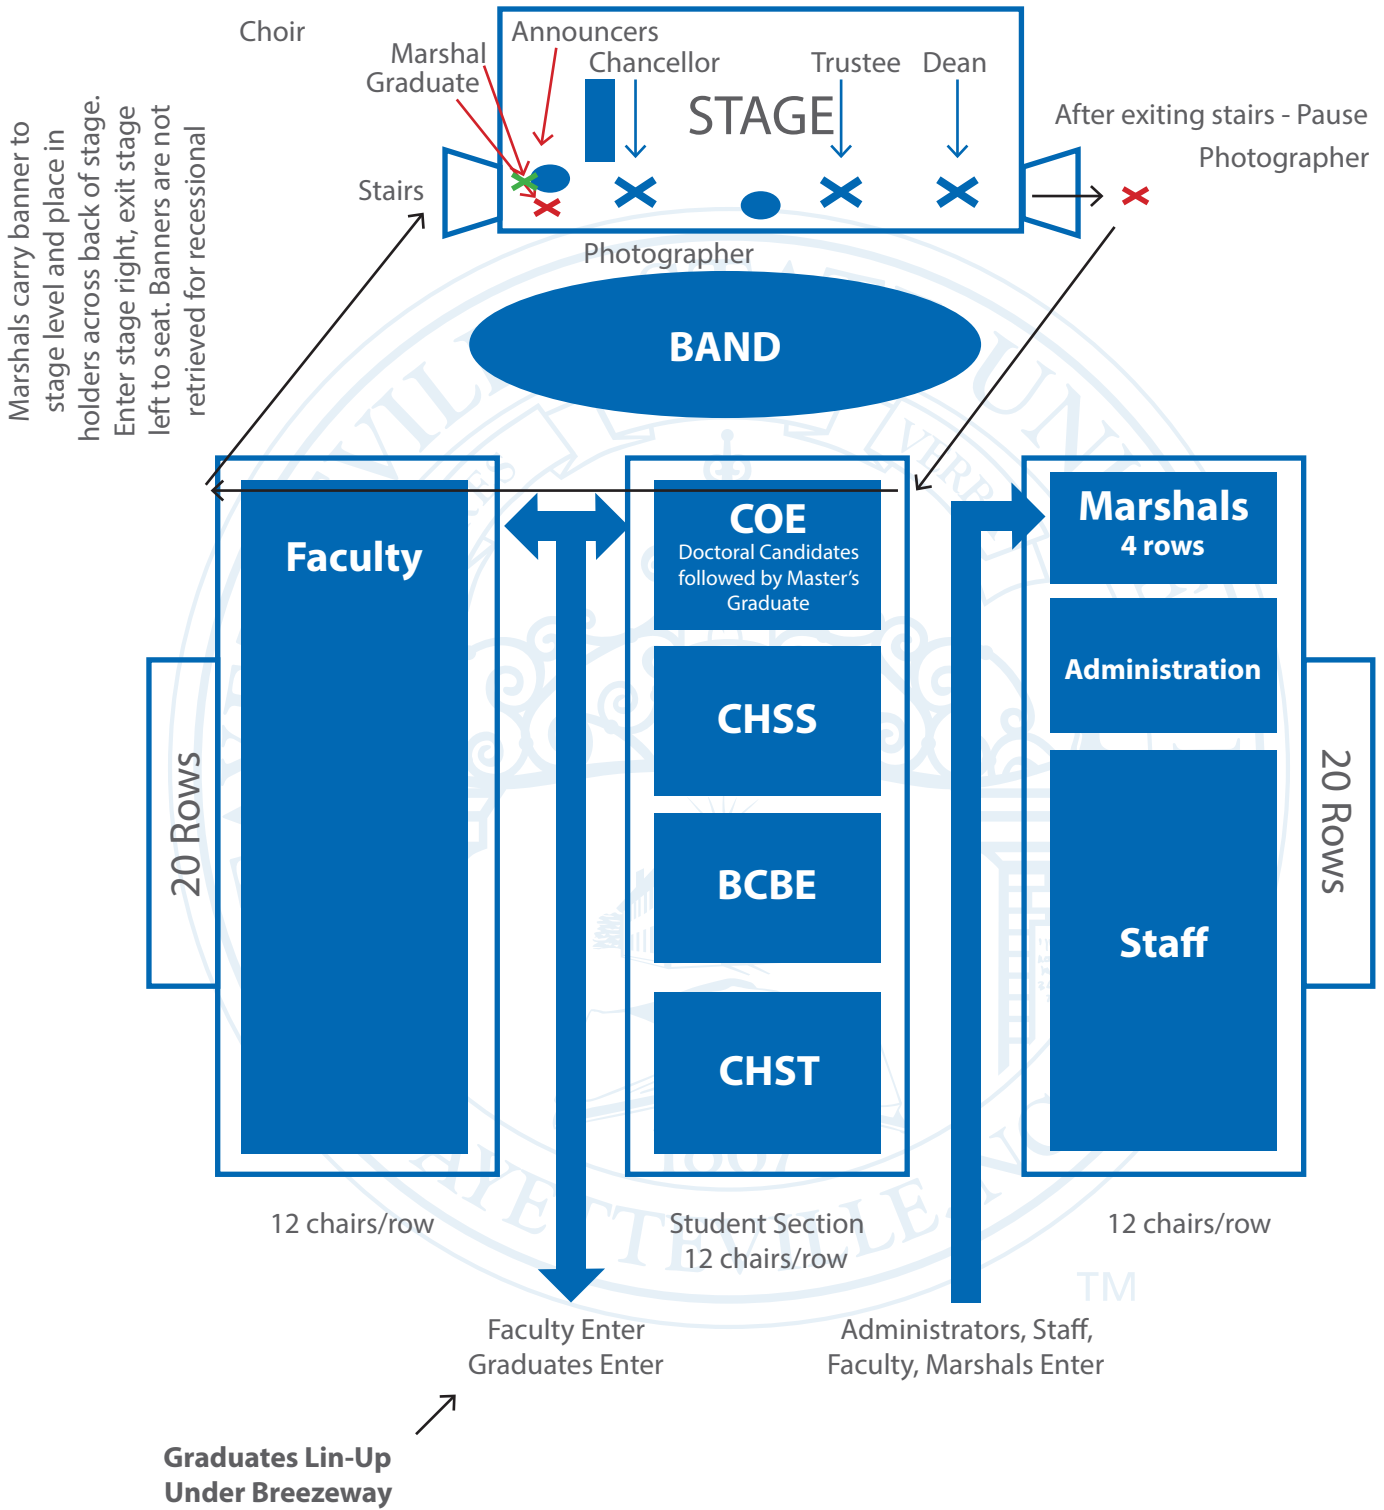 Choir
Announcers
Marshal
Graduate
Chancellor
Trustee
Dean
STAGE
After exiting stairs - Pause
Photographer
Stairs
Marshals carry banner to
stage level and place in
holders across back of stage.
Enter stage right, exit stage
left to seat. Banners are not
retrieved for recessional
Photographer
BAND
Faculty
COE
Doctoral Candidates
followed by Master's
Graduate
Marshals
4 rows
Administration
CHSS
BCBE
CHST
Staff
20 Rows
20 Rows
12 chairs/row
Student Section
12 chairs/row
12 chairs/row
1867
FAYETTEVILLE, NC
TM
Faculty Enter
Graduates Enter
Administrators, Staff,
Faculty, Marshals Enter
Graduates Lin-Up
Under Breezeway